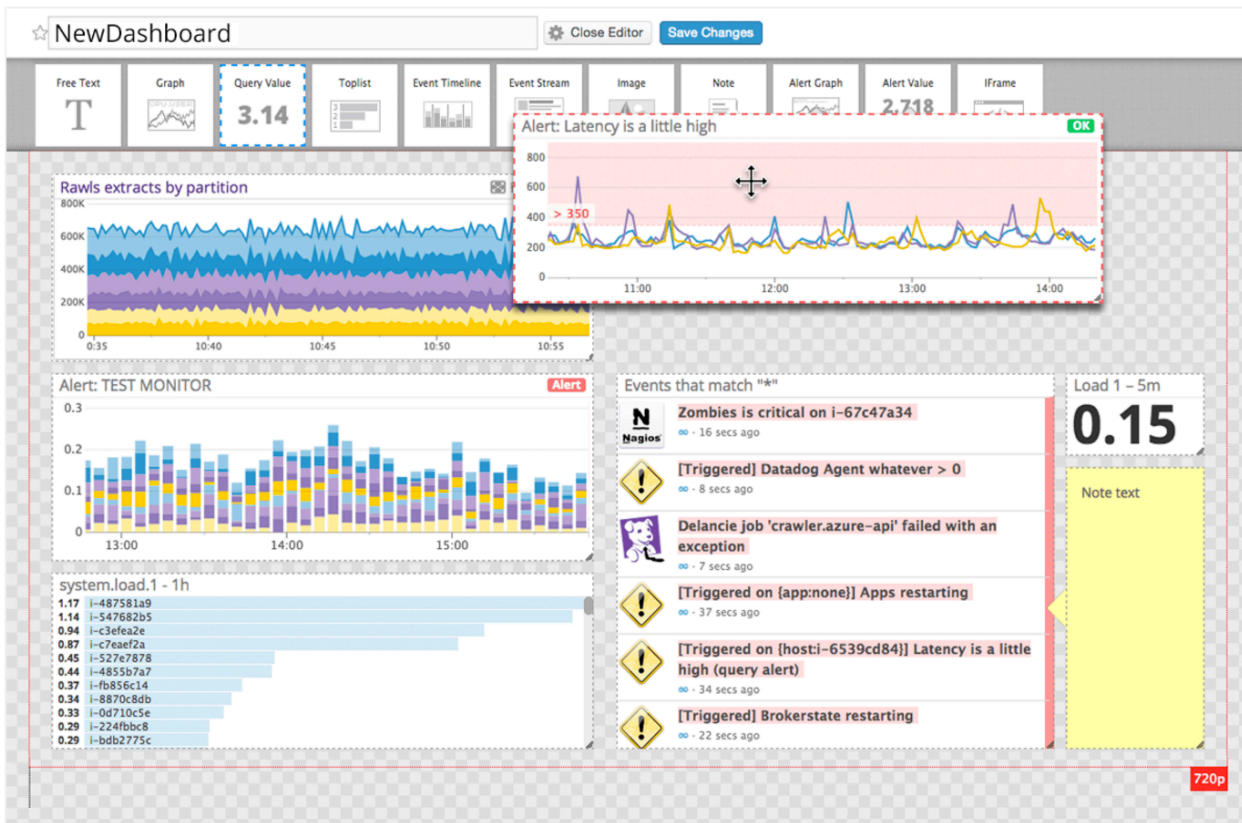 NewDashboard
Close Editor
Save Changes
Free Text
Graph
Query Value
Toplist
Event Timeline
Event Stream
Image
Note
Alert Graph
Alert Value
IFrame
T
CPU USER
3.14
3
2
1
2.718
Alert: Latency is a little high
OK
800
600
400
200
0
> 350
11:00
12:00
13:00
14:00
Rawls extracts by partition
800K
600K
400K
200K
0
0:35
10:40
10:45
10:50
10:55
Alert: TEST MONITOR
Alert
0.3
0.2
0.1
0
13:00
14:00
15:00
system.load.1 - 1h
1.17 i-487581a9
1.14 i-547682b5
0.94 i-c3efea2e
0.87 i-c7eaef2a
0.45 i-527e7878
0.44 i-4855b7a7
0.37 i-fb856c14
0.34 i-8870c8db
0.33 i-0d710c5e
0.29 i-224fbbc8
0.29 i-bdb2775c
Events that match "*"
N
Nagios
Zombies is critical on i-67c47a34
∞ - 16 secs ago
[Triggered] Datadog Agent whatever > 0
∞ - 8 secs ago
Delancie job 'crawler.azure-api' failed with an
exception
∞ - 7 secs ago
[Triggered on {app:none}] Apps restarting
∞ - 37 secs ago
[Triggered on {host:i-6539cd84}] Latency is a little
high (query alert)
∞ - 34 secs ago
[Triggered] Brokerstate restarting
∞ - 22 secs ago
Load 1 – 5m
0.15
Note text
720p